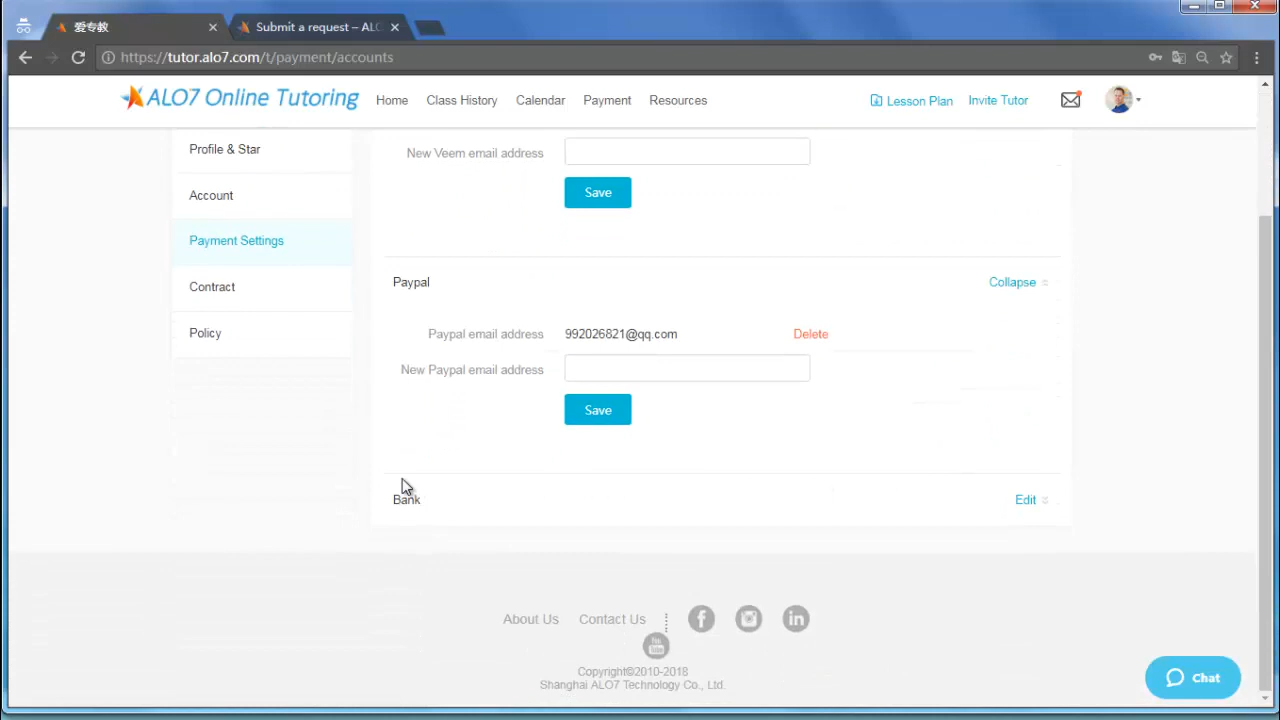 爱专教
Submit a request – ALO
https://tutor.alo7.com/t/payment/accounts
ALO7 Online Tutoring
Home
Class History
Calendar
Payment
Resources
Lesson Plan
Invite Tutor
Profile & Star
Account
Payment Settings
Contract
Policy
New Veem email address
Save
Paypal
Collapse
Paypal email address
992026821@qq.com
Delete
New Paypal email address
Save
Bank
Edit
About Us
Contact Us
You
Tube
Copyright©2010-2018
Shanghai ALO7 Technology Co., Ltd.
Chat